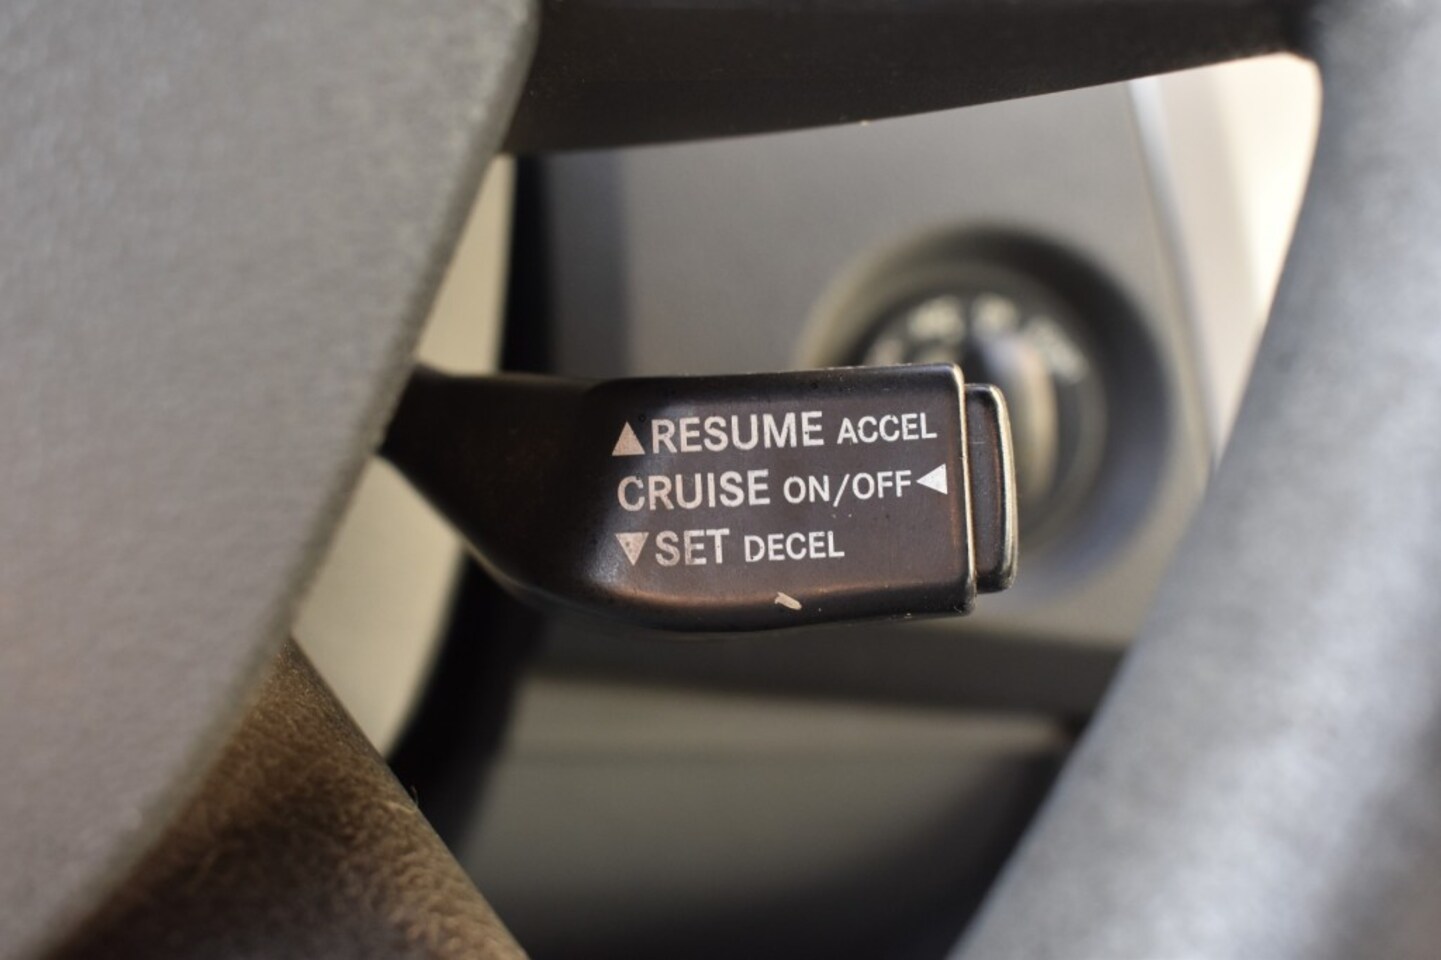 ▲RESUME ACCEL
CRUISE ON/OFF◀
▼SET DECEL